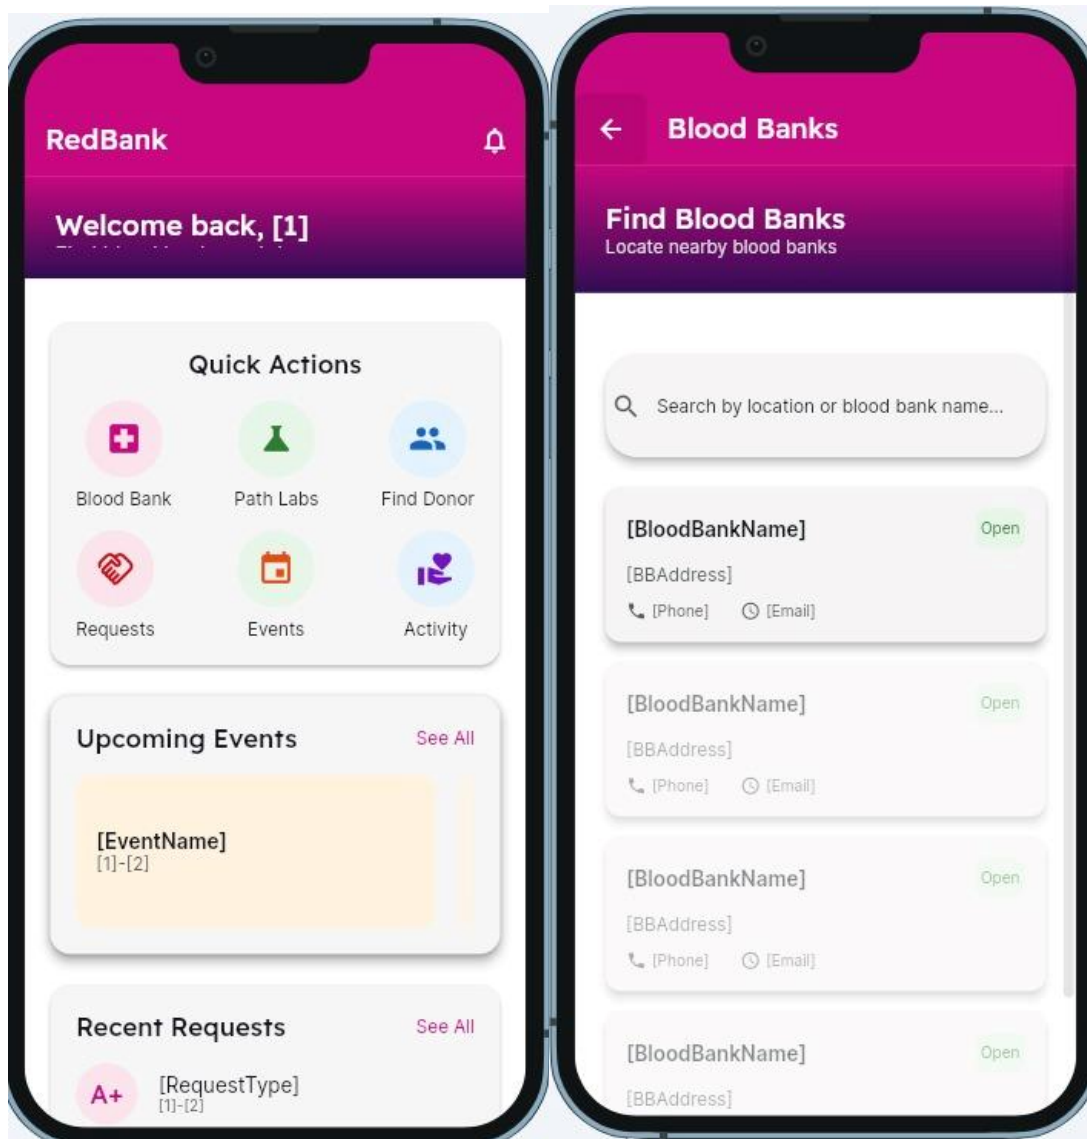 RedBank
Welcome back, [1]
Quick Actions
Blood Bank
Path Labs
Find Donor
Requests
Events
Activity
Upcoming Events
See All
[EventName]
[1]-[2]
Recent Requests
See All
A+
[RequestType]
[1]-[2]
Blood Banks
Find Blood Banks
Locate nearby blood banks
Search by location or blood bank name...
[BloodBankName]
Open
[BBAddress]
[Phone]
[Email]
[BloodBankName]
Open
[BBAddress]
[Phone]
[Email]
[BloodBankName]
Open
[BBAddress]
[Phone]
[Email]
[BloodBankName]
Open
[BBAddress]